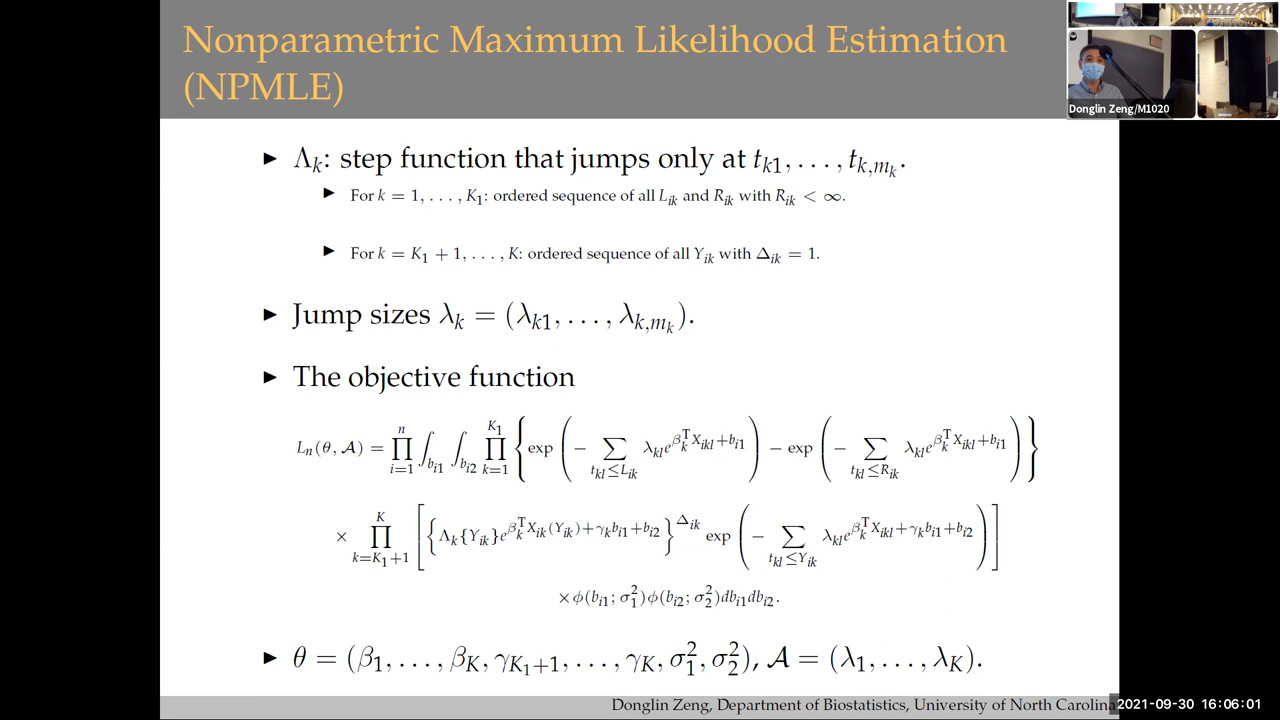 Nonparametric Maximum Likelihood Estimation
(NPMLE)
Donglin Zeng/M1020
▶ Λ_k: step function that jumps only at t_{k1}, . . . , t_{k,m_k}.
▶ For k = 1, . . . , K_1: ordered sequence of all L_{ik} and R_{ik} with R_{ik} < ∞.
▶ For k = K_1 + 1, . . . , K: ordered sequence of all Y_{ik} with Δ_{ik} = 1.
▶ Jump sizes λ_k = (λ_{k1}, . . . , λ_{k,m_k}).
▶ The objective function
L_n(θ, 𝒜) = ∏_{i=1}^{n} ∫_{b_{i1}} ∫_{b_{i2}} ∏_{k=1}^{K_1} { exp ( − ∑_{t_{kl} ≤ L_{ik}} λ_{kl} e^{β_k^T X_{ikl} + b_{i1}} ) − exp ( − ∑_{t_{kl} ≤ R_{ik}} λ_{kl} e^{β_k^T X_{ikl} + b_{i1}} ) }
× ∏_{k=K_1+1}^{K} [ { Λ_k{Y_{ik}} e^{β_k^T X_{ik}(Y_{ik}) + γ_k b_{i1} + b_{i2}} }^{Δ_{ik}} exp ( − ∑_{t_{kl} ≤ Y_{ik}} λ_{kl} e^{β_k^T X_{ikl} + γ_k b_{i1} + b_{i2}} ) ]
× ϕ(b_{i1}; σ_1^2) ϕ(b_{i2}; σ_2^2) db_{i1} db_{i2}.
▶ θ = (β_1, . . . , β_K, γ_{K_1+1}, . . . , γ_K, σ_1^2, σ_2^2), 𝒜 = (λ_1, . . . , λ_K).
Donglin Zeng, Department of Biostatistics, University of North Carolina
2021-09-30 16:06:01